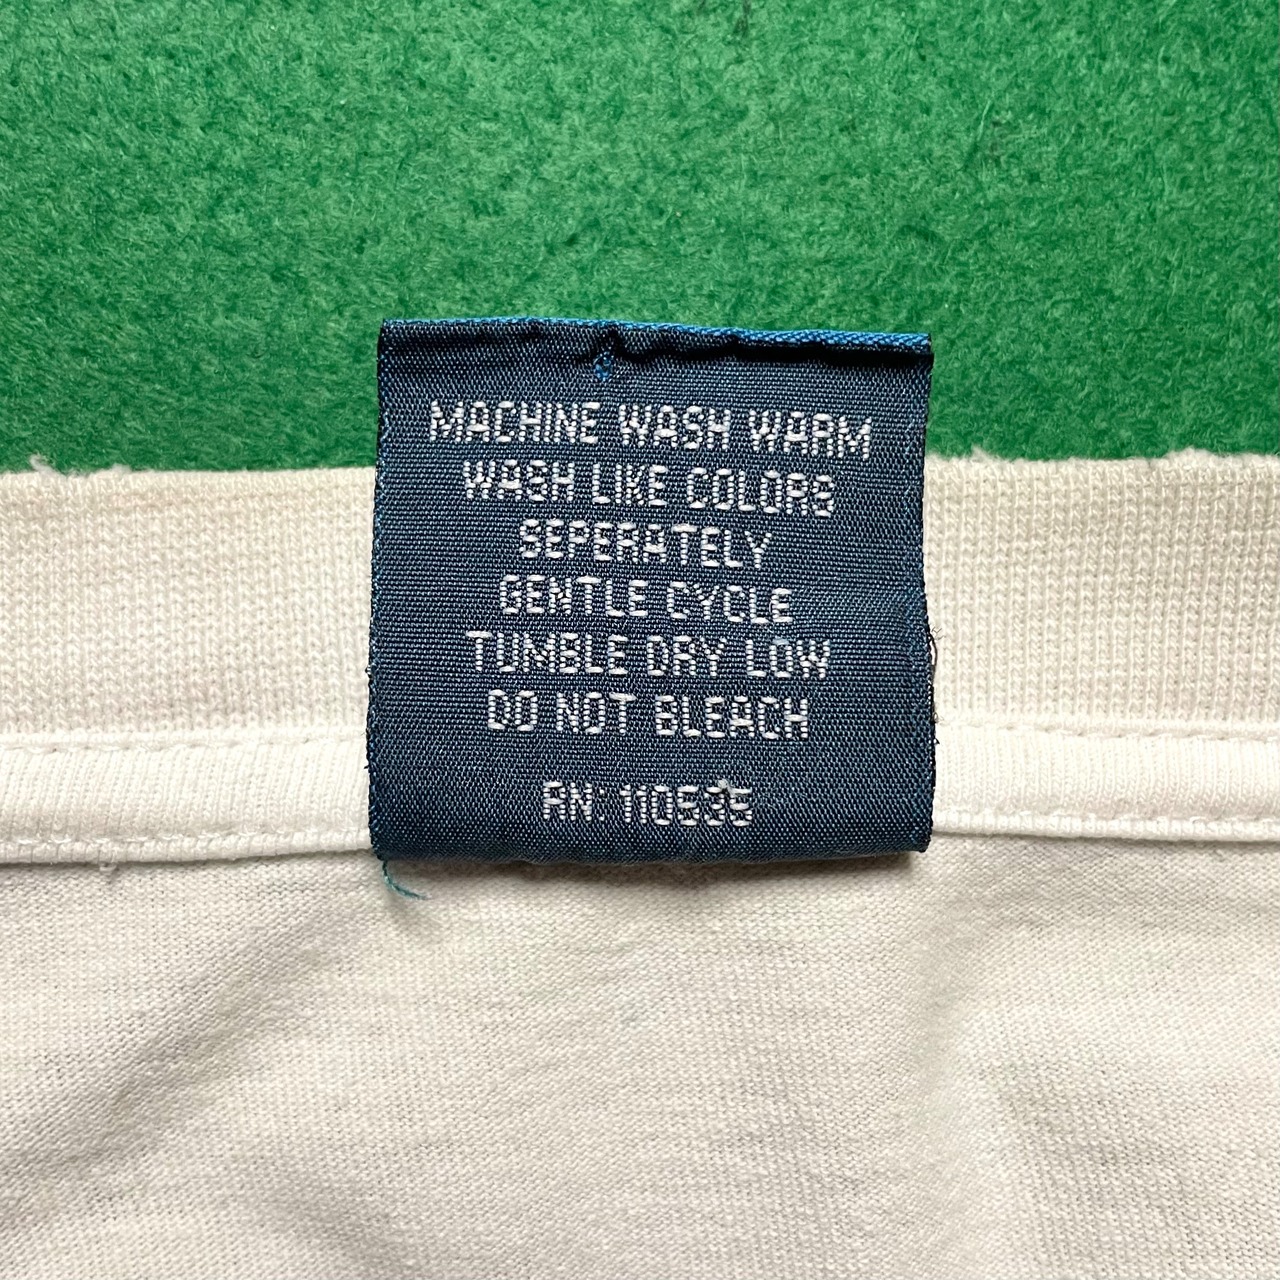 MACHINE WASH WARM
WASH LIKE COLORS
SEPERATELY
GENTLE CYCLE
TUMBLE DRY LOW
DO NOT BLEACH
RN: 110535